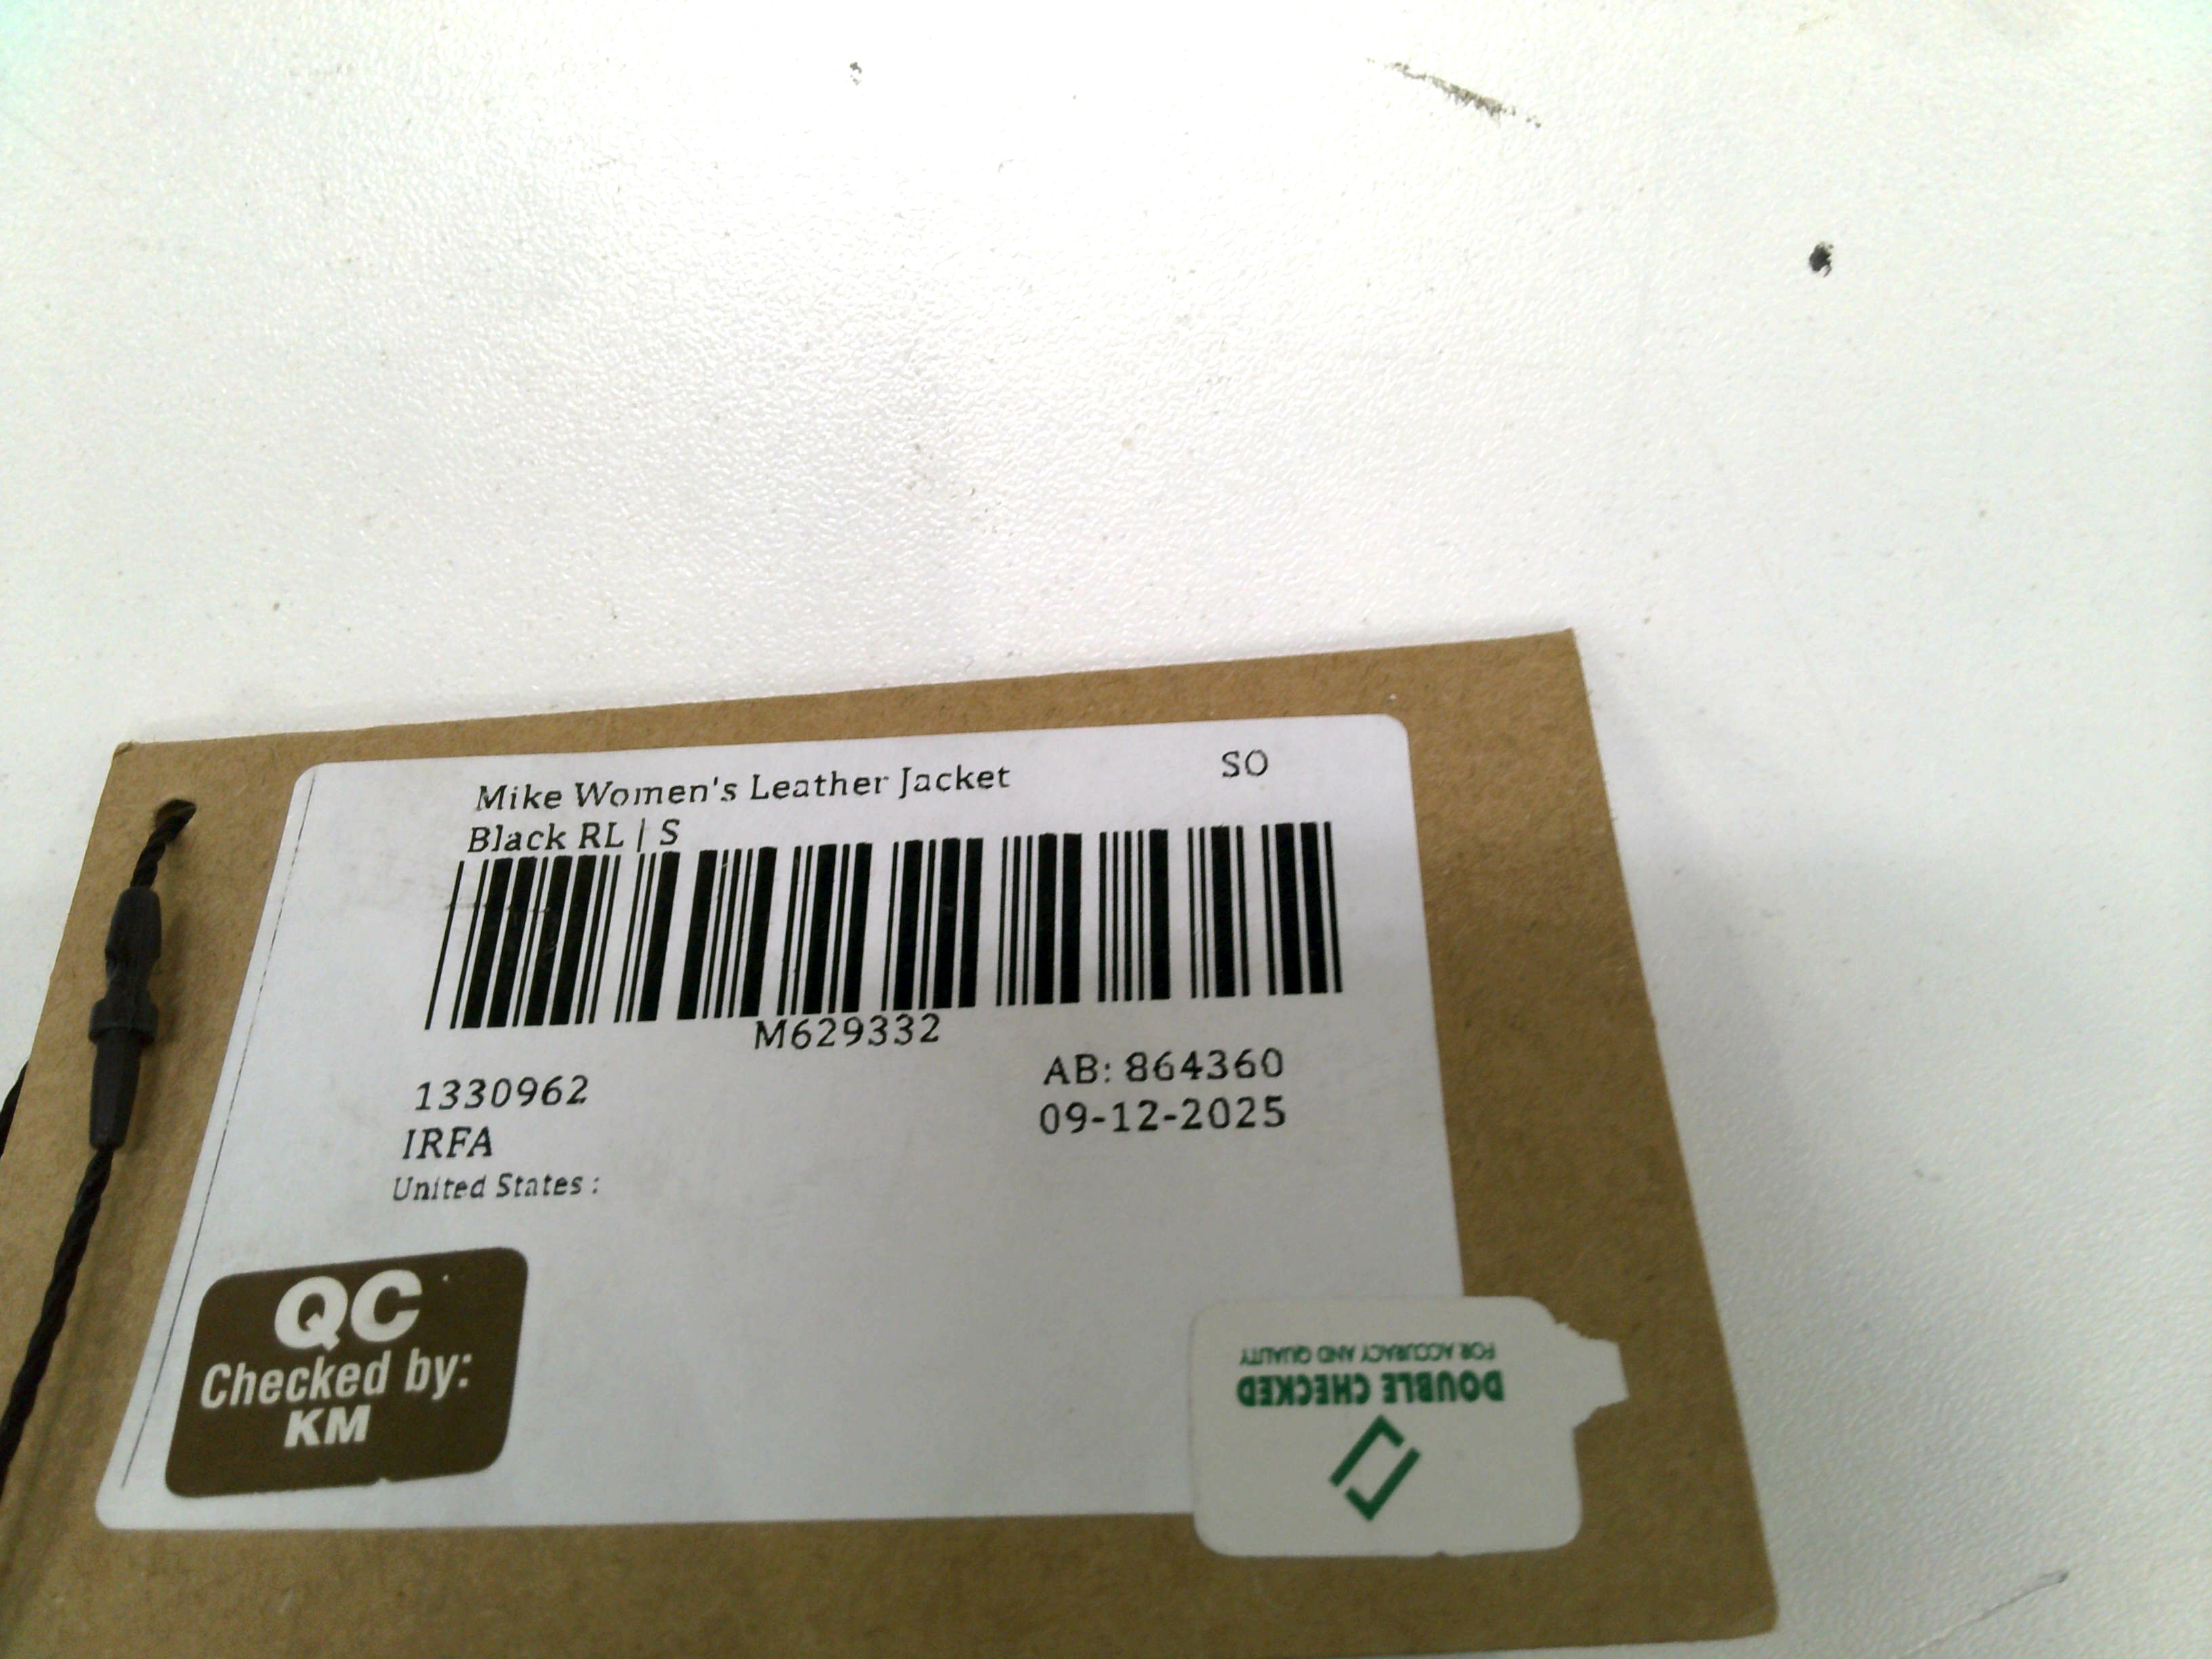 Mike Women's Leather Jacket SO
Black RL | S
M629332
1330962 AB: 864360
IRFA 09-12-2025
United States :
QC
Checked by:
KM
DOUBLE CHECKED
FOR ACCURACY AND QUALITY